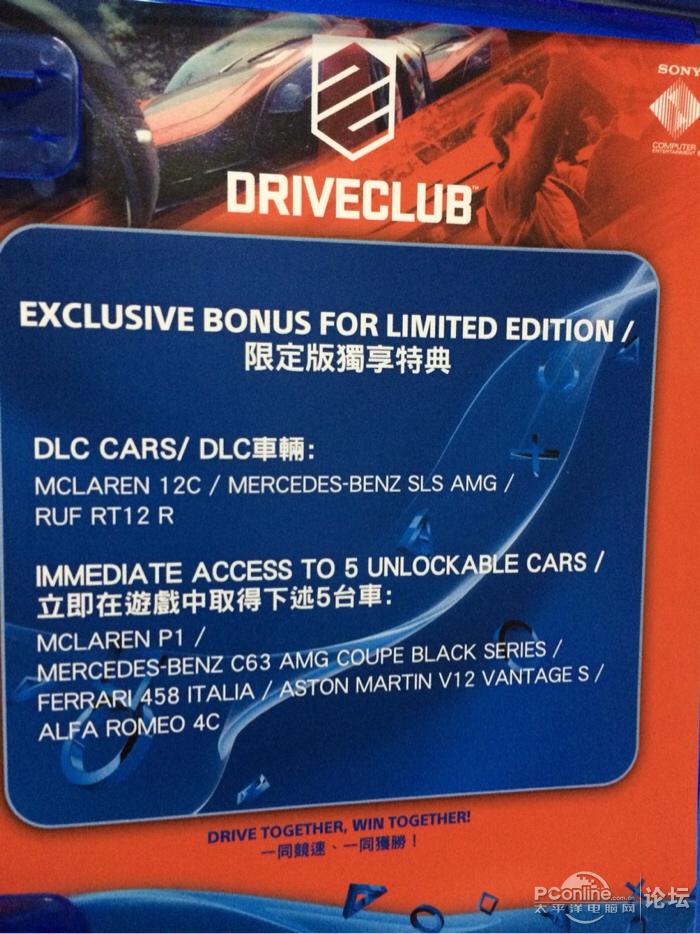 SONY
COMPUTER
ENTERTAINMENT
DRIVECLUB™
EXCLUSIVE BONUS FOR LIMITED EDITION /
限定版獨享特典
DLC CARS/ DLC車輛:
MCLAREN 12C / MERCEDES-BENZ SLS AMG /
RUF RT12 R
IMMEDIATE ACCESS TO 5 UNLOCKABLE CARS /
立即在遊戲中取得下述5台車:
MCLAREN P1 /
MERCEDES-BENZ C63 AMG COUPE BLACK SERIES /
FERRARI 458 ITALIA / ASTON MARTIN V12 VANTAGE S /
ALFA ROMEO 4C
DRIVE TOGETHER, WIN TOGETHER!
一同競速、一同獲勝！
PConline.com.cn
太平洋电脑网 论坛